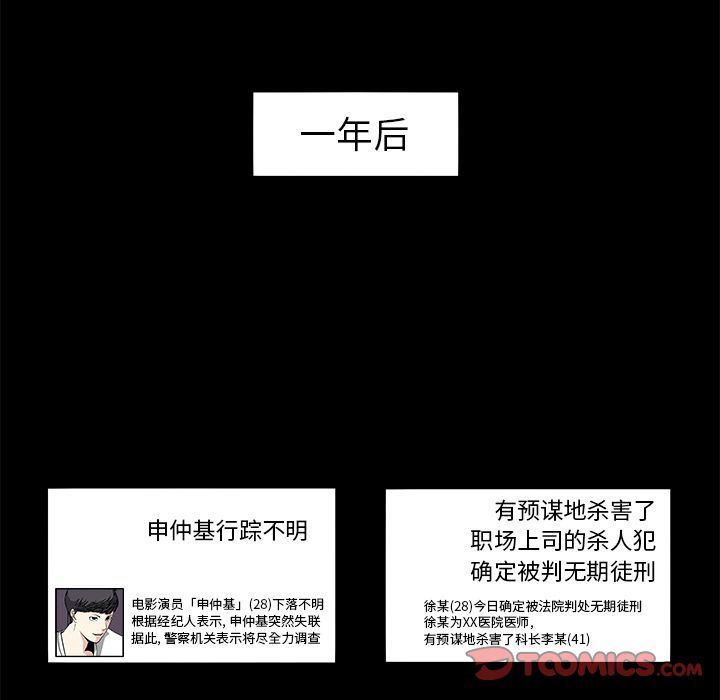 一年后
申仲基行踪不明
电影演员「申仲基」(28)下落不明
根据经纪人表示, 申仲基突然失联
据此, 警察机关表示将尽全力调查
有预谋地杀害了
职场上司的杀人犯
确定被判无期徒刑
徐某(28)今日确定被法院判处无期徒刑
徐某为XX医院医师,
有预谋地杀害了科长李某(41)
TOOMICS.COM